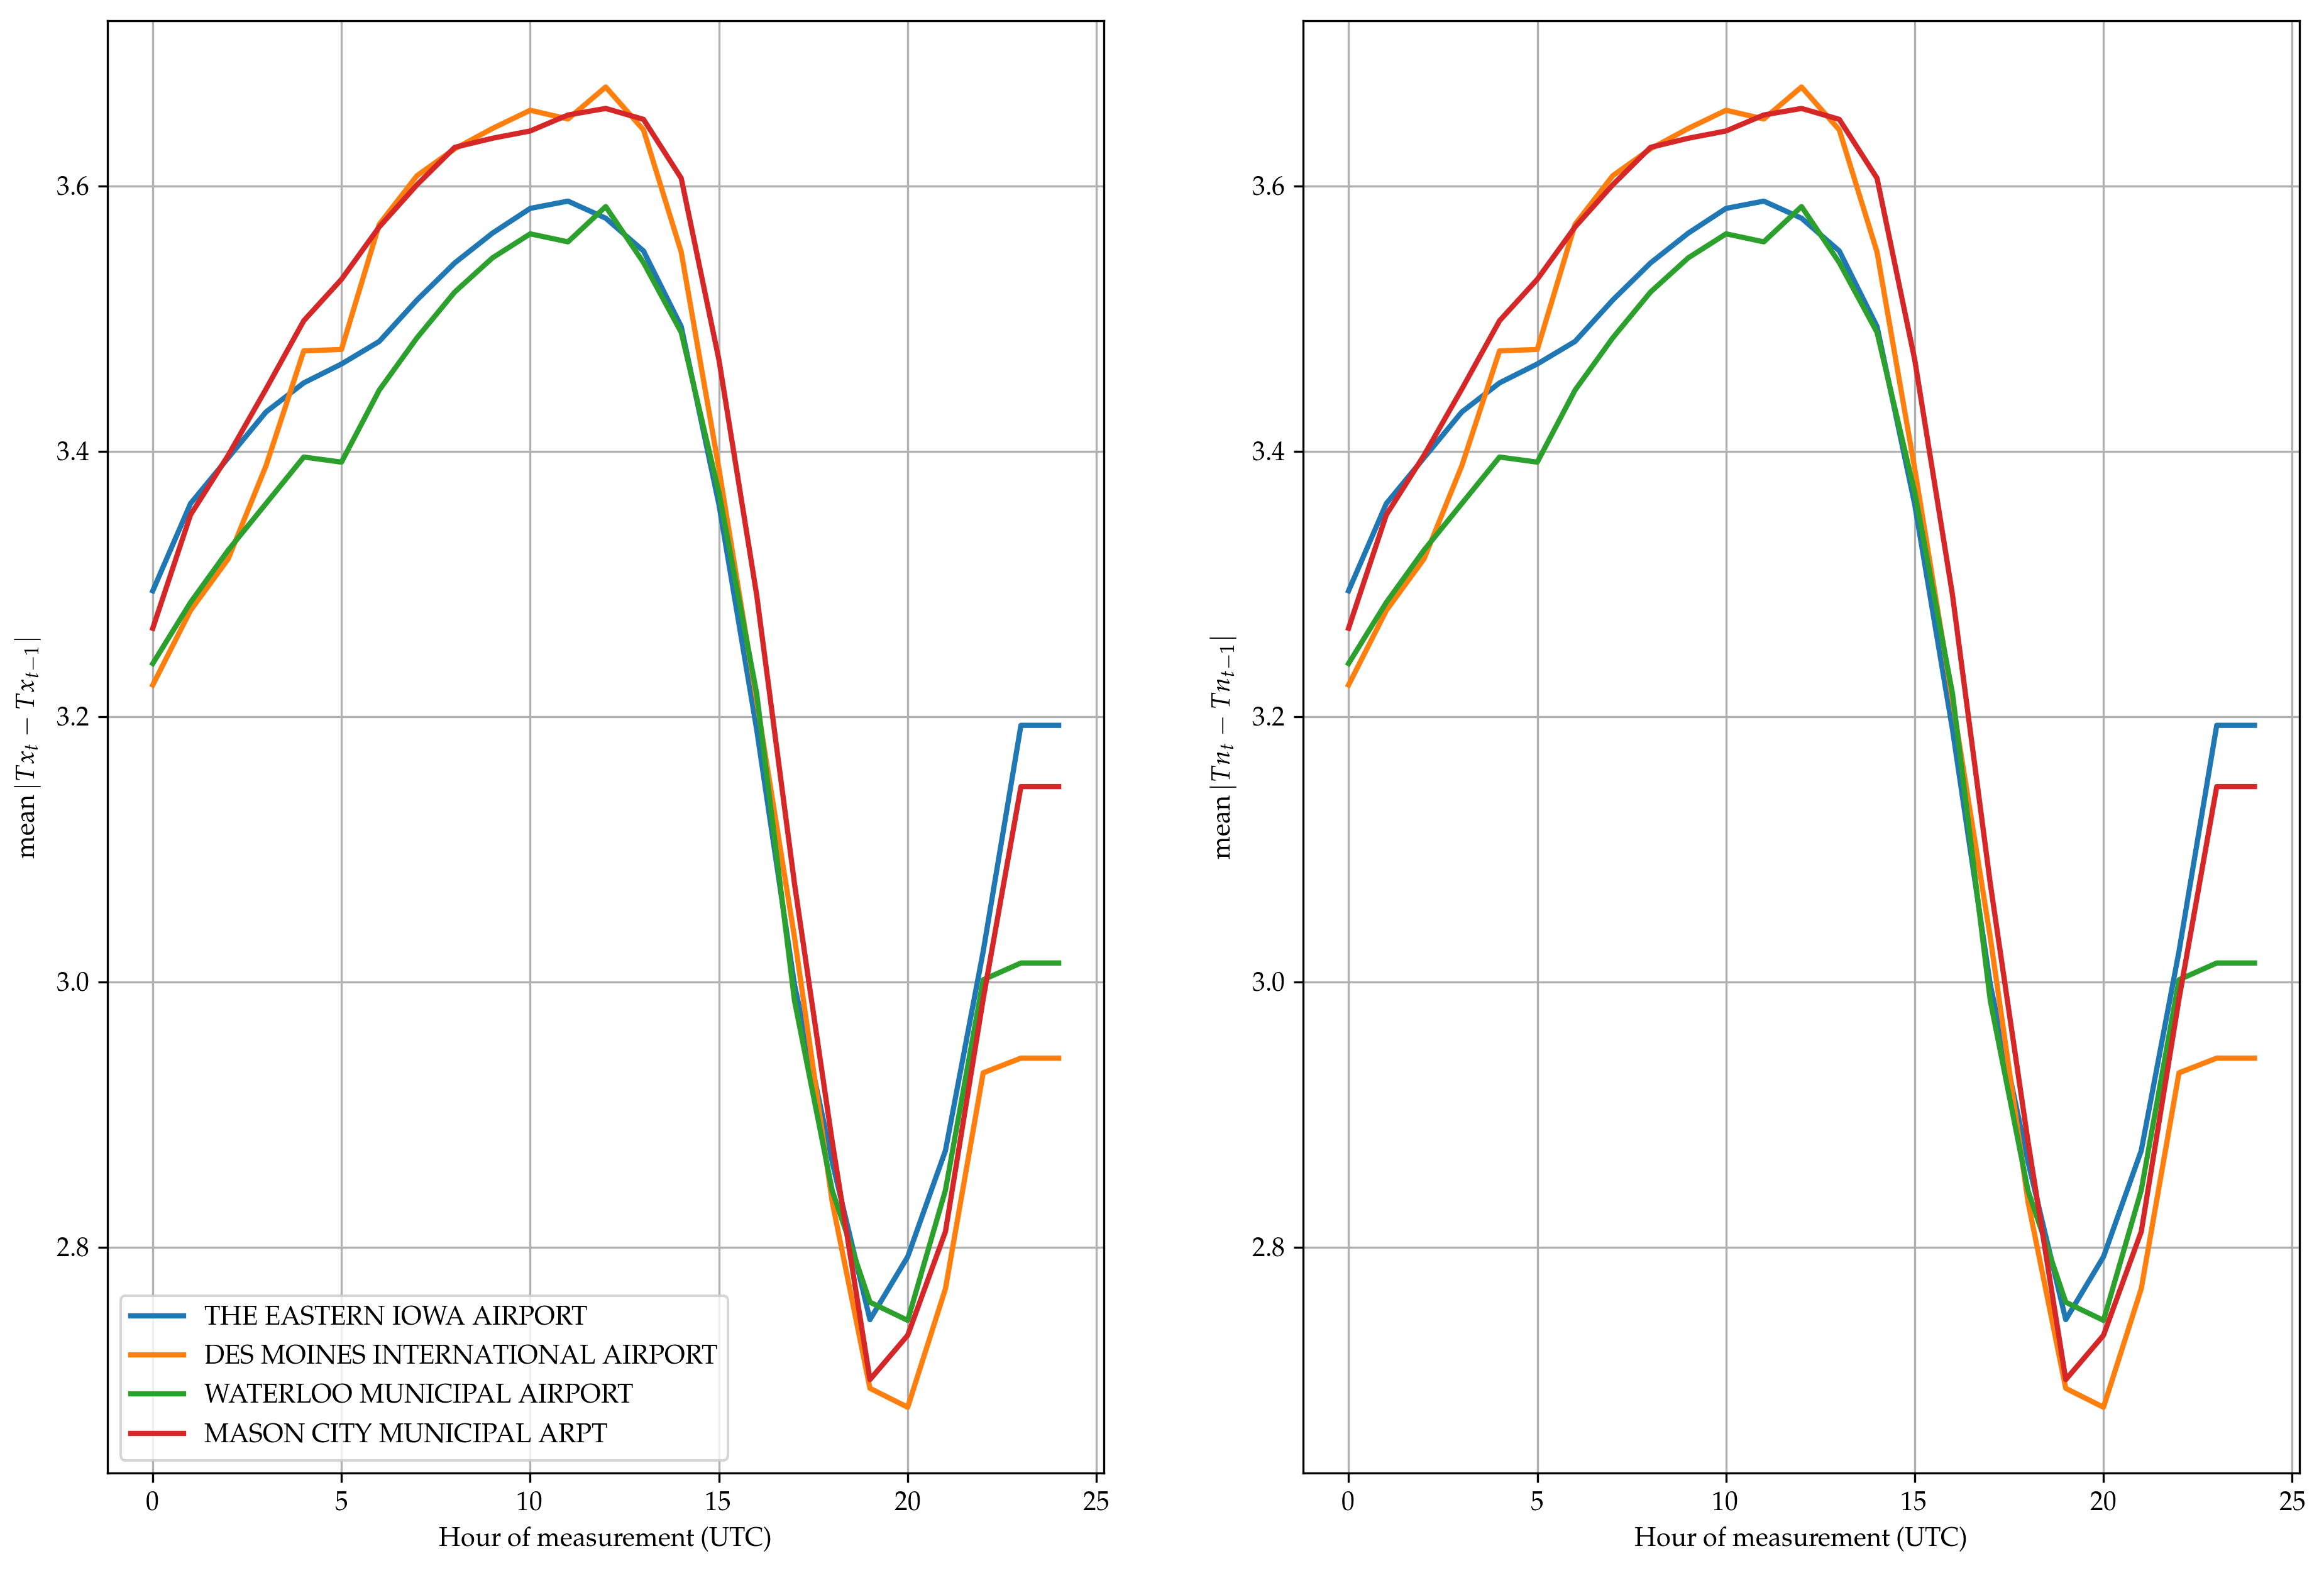 3.6
3.4
3.2
3.0
2.8
mean |Tx_t − Tx_{t−1}|
THE EASTERN IOWA AIRPORT
DES MOINES INTERNATIONAL AIRPORT
WATERLOO MUNICIPAL AIRPORT
MASON CITY MUNICIPAL ARPT
0 5 10 15 20 25
Hour of measurement (UTC)
3.6
3.4
3.2
3.0
2.8
mean |Tn_t − Tn_{t−1}|
0 5 10 15 20 25
Hour of measurement (UTC)